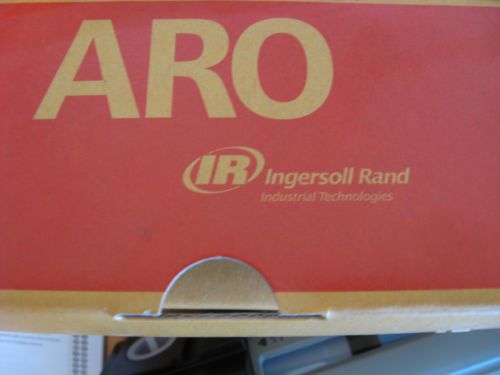 ARO
IR Ingersoll Rand
Industrial Technologies